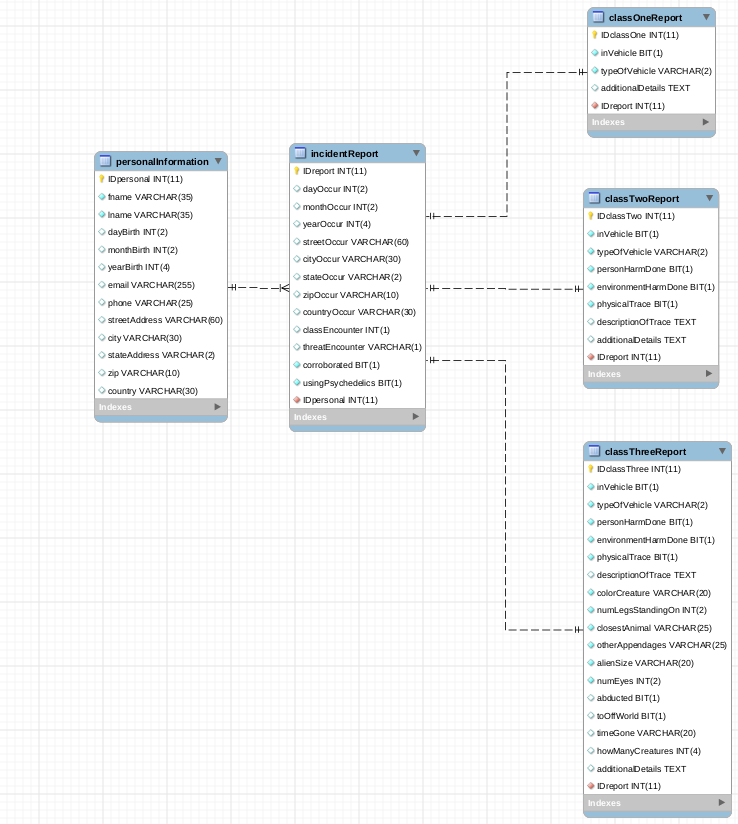 personalInformation
IDpersonal INT(11)
fname VARCHAR(35)
lname VARCHAR(35)
dayBirth INT(2)
monthBirth INT(2)
yearBirth INT(4)
email VARCHAR(255)
phone VARCHAR(25)
streetAddress VARCHAR(60)
city VARCHAR(30)
stateAddress VARCHAR(2)
zip VARCHAR(10)
country VARCHAR(30)
Indexes
incidentReport
IDreport INT(11)
dayOccur INT(2)
monthOccur INT(2)
yearOccur INT(4)
streetOccur VARCHAR(60)
cityOccur VARCHAR(30)
stateOccur VARCHAR(2)
zipOccur VARCHAR(10)
countryOccur VARCHAR(30)
classEncounter INT(1)
threatEncounter VARCHAR(1)
corroborated BIT(1)
usingPsychedelics BIT(1)
IDpersonal INT(11)
Indexes
classOneReport
IDclassOne INT(11)
inVehicle BIT(1)
typeOfVehicle VARCHAR(2)
additionalDetails TEXT
IDreport INT(11)
Indexes
classTwoReport
IDclassTwo INT(11)
inVehicle BIT(1)
typeOfVehicle VARCHAR(2)
personHarmDone BIT(1)
environmentHarmDone BIT(1)
physicalTrace BIT(1)
descriptionOfTrace TEXT
additionalDetails TEXT
IDreport INT(11)
Indexes
classThreeReport
IDclassThree INT(11)
inVehicle BIT(1)
typeOfVehicle VARCHAR(2)
personHarmDone BIT(1)
environmentHarmDone BIT(1)
physicalTrace BIT(1)
descriptionOfTrace TEXT
colorCreature VARCHAR(20)
numLegsStandingOn INT(2)
closestAnimal VARCHAR(25)
otherAppendages VARCHAR(25)
alienSize VARCHAR(20)
numEyes INT(2)
abducted BIT(1)
toOffWorld BIT(1)
timeGone VARCHAR(20)
howManyCreatures INT(4)
additionalDetails TEXT
IDreport INT(11)
Indexes